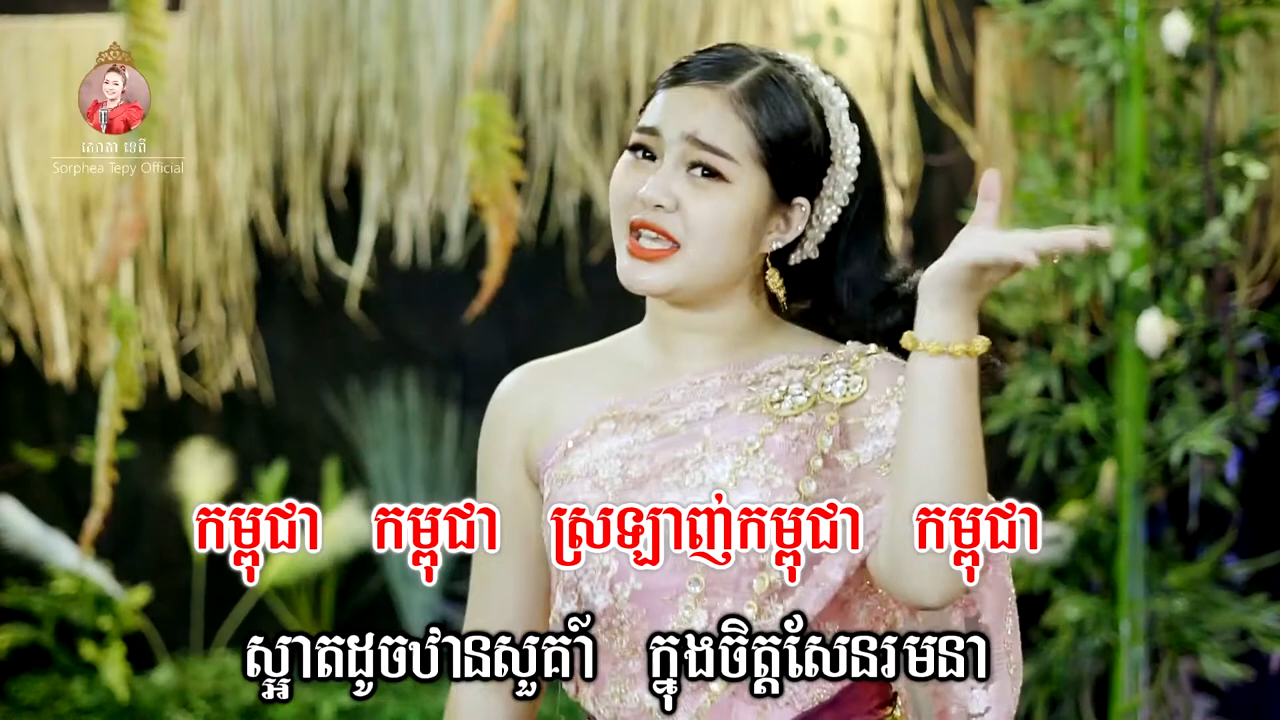 សោភា ទេពី
Sorphea Tepy Official
កម្ពុជា កម្ពុជា ស្រឡាញ់កម្ពុជា កម្ពុជា
ស្អាតដូចឋានសួគ៌ា ក្នុងចិត្តសែនរមនា